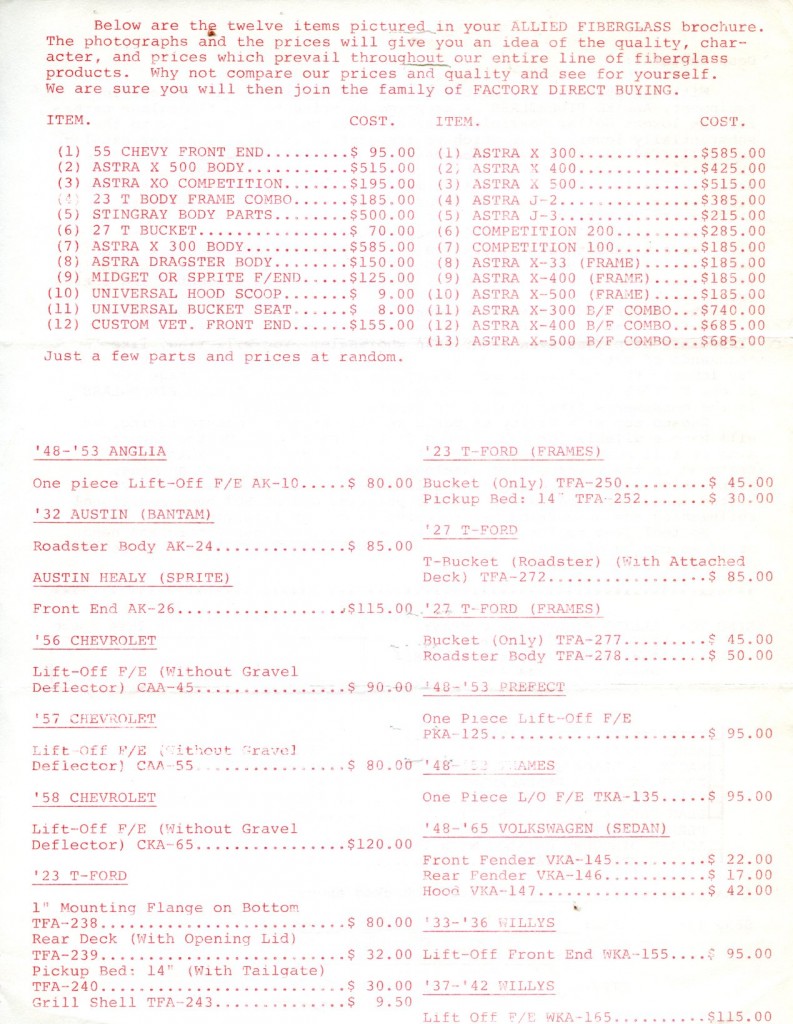 Below are the twelve items pictured in your ALLIED FIBERGLASS brochure.
The photographs and the prices will give you an idea of the quality, char-
acter, and prices which prevail throughout our entire line of fiberglass
products. Why not compare our prices and quality and see for yourself.
We are sure you will then join the family of FACTORY DIRECT BUYING.
ITEM. COST.
(1) 55 CHEVY FRONT END.........$ 95.00
(2) ASTRA X 500 BODY...........$515.00
(3) ASTRA XO COMPETITION.......$195.00
(4) 23 T BODY FRAME COMBO......$185.00
(5) STINGRAY BODY PARTS........$500.00
(6) 27 T BUCKET................$ 70.00
(7) ASTRA X 300 BODY...........$585.00
(8) ASTRA DRAGSTER BODY........$150.00
(9) MIDGET OR SPPITE F/END.....$125.00
(10) UNIVERSAL HOOD SCOOP.......$ 9.00
(11) UNIVERSAL BUCKET SEAT......$ 8.00
(12) CUSTOM VET. FRONT END......$155.00
Just a few parts and prices at random.
ITEM. COST.
(1) ASTRA X 300.............$585.00
(2) ASTRA X 400.............$425.00
(3) ASTRA X 500.............$515.00
(4) ASTRA J-2...............$385.00
(5) ASTRA J-3...............$215.00
(6) COMPETITION 200.........$285.00
(7) COMPETITION 100.........$185.00
(8) ASTRA X-33 (FRAME)......$185.00
(9) ASTRA X-400 (FRAME).....$185.00
(10) ASTRA X-500 (FRAME).....$185.00
(11) ASTRA X-300 B/F COMBO...$740.00
(12) ASTRA X-400 B/F COMBO...$685.00
(13) ASTRA X-500 B/F COMBO...$685.00
'48-'53 ANGLIA
One piece Lift-Off F/E AK-10.....$ 80.00
'32 AUSTIN (BANTAM)
Roadster Body AK-24..............$ 85.00
AUSTIN HEALY (SPRITE)
Front End AK-26..................$115.00
'56 CHEVROLET
Lift-Off F/E (Without Gravel
Deflector) CAA-45................$ 90.00
'57 CHEVROLET
Lift-Off F/E (Without Gravel
Deflector) CAA-55................$ 80.00
'58 CHEVROLET
Lift-Off F/E (Without Gravel
Deflector) CKA-65................$120.00
'23 T-FORD
1" Mounting Flange on Bottom
TFA-238..........................$ 80.00
Rear Deck (With Opening Lid)
TFA-239..........................$ 32.00
Pickup Bed: 14" (With Tailgate)
TFA-240..........................$ 30.00
Grill Shell TFA-243..............$ 9.50
'23 T-FORD (FRAMES)
Bucket (Only) TFA-250.........$ 45.00
Pickup Bed: 14" TFA-252.......$ 30.00
'27 T-FORD
T-Bucket (Roadster) (With Attached
Deck) TFA-272.................$ 85.00
'27 T-FORD (FRAMES)
Bucket (Only) TFA-277.........$ 45.00
Roadster Body TFA-278.........$ 50.00
'48-'53 PREFECT
One Piece Lift-Off F/E
PKA-125.......................$ 95.00
'48- AMES
One Piece L/O F/E TKA-135.....$ 95.00
'48-'65 VOLKSWAGEN (SEDAN)
Front Fender VKA-145..........$ 22.00
Rear Fender VKA-146...........$ 17.00
Hood VKA-147..................$ 42.00
'33-'36 WILLYS
Lift-Off Front End WKA-155....$ 95.00
'37-'42 WILLYS
Lift Off F/E WKA-165..........$115.00